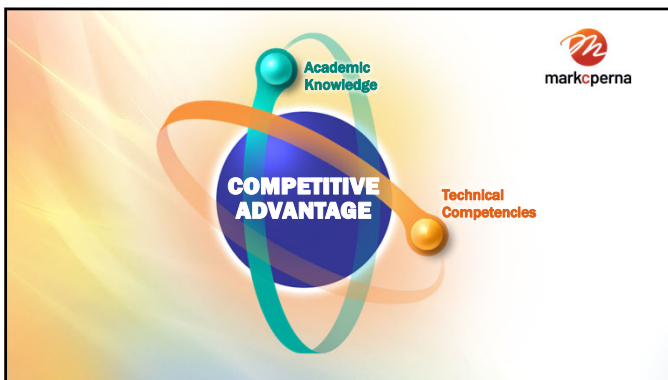 Academic
Knowledge
markcperna
COMPETITIVE
ADVANTAGE
Technical
Competencies